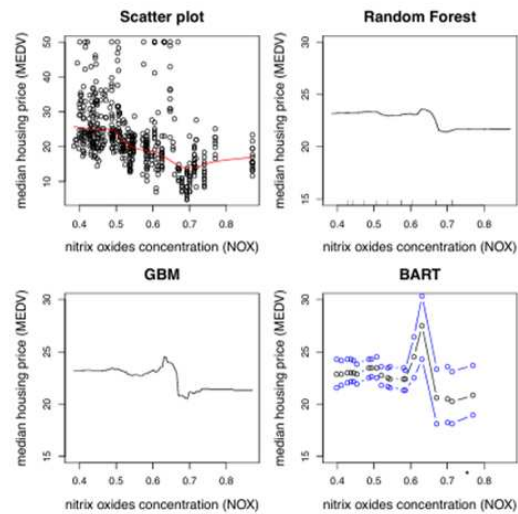 Scatter plot
median housing price (MEDV)
50
40
30
20
10
0.4 0.5 0.6 0.7 0.8
nitrix oxides concentration (NOX)
Random Forest
median housing price (MEDV)
30
25
20
15
0.4 0.5 0.6 0.7 0.8
nitrix oxides concentration (NOX)
GBM
median housing price (MEDV)
30
25
20
15
0.4 0.5 0.6 0.7 0.8
nitrix oxides concentration (NOX)
BART
median housing price (MEDV)
30
25
20
15
0.4 0.5 0.6 0.7 0.8
nitrix oxides concentration (NOX)